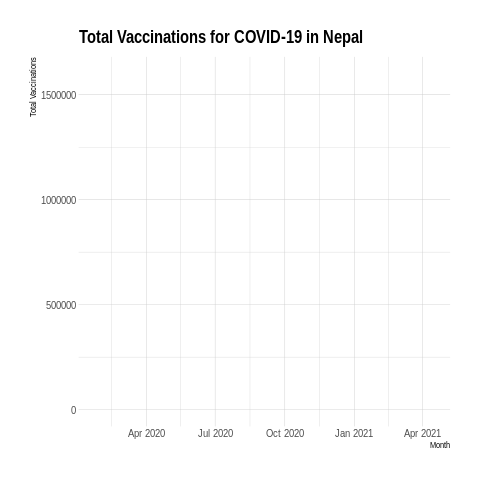 Total Vaccinations for COVID-19 in Nepal
Total Vaccinations
1500000
1000000
500000
0
Apr 2020 Jul 2020 Oct 2020 Jan 2021 Apr 2021
Month